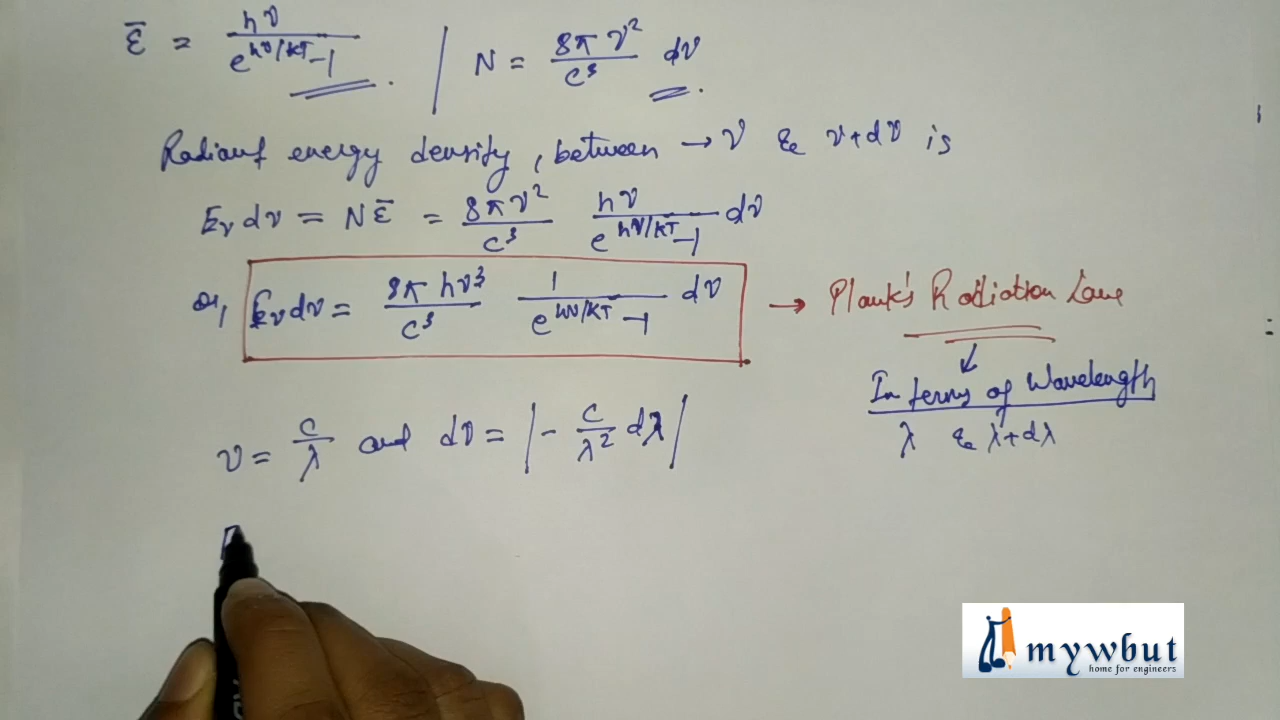 ε̄ = hν / e^{hν/kT} - 1 . | N = 8π ν² / c³ dν .
Radiant energy density, between → ν & ν+dν is
E_ν dν = N ε̄ = 8πν² / c³ hν / e^{hν/kT} - 1 dν
or, E_ν dν = 8π hν³ / c³ 1 / e^{hν/kT} - 1 dν → Plank's Radiation Law
In terms of Wavelength
λ & λ+dλ
ν = c / λ and dν = | - c / λ² dλ |
mywbut
home for engineers